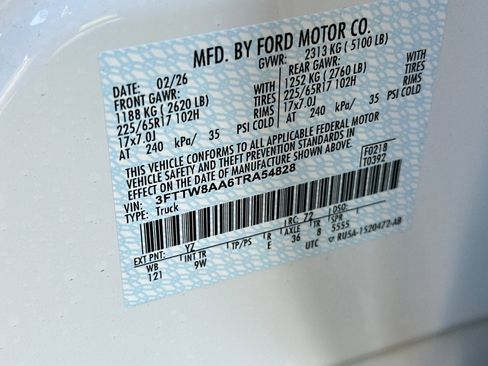 MFD. BY FORD MOTOR CO.
DATE: 02/26 GVWR: 2313 KG ( 5100 LB)
FRONT GAWR: REAR GAWR:
1188 KG ( 2620 LB) WITH 1252 KG ( 2760 LB) WITH
225/65R17 102H TIRES 225/65R17 102H TIRES
17x7.0J RIMS 17x7.0J RIMS
AT 240 kPa/ 35 PSI COLD AT 240 kPa/ 35 PSI COLD
THIS VEHICLE CONFORMS TO ALL APPLICABLE FEDERAL MOTOR
VEHICLE SAFETY AND THEFT PREVENTION STANDARDS IN EFFECT
ON THE DATE OF MANUFACTURE SHOWN ABOVE.
VIN: 3FTTW8AA6TRA54828 F0218
TYPE: Truck T0392
EXT PNT: YZ RC: 72 DSO:
WB INT TR TP/PS R AXLE TR SPR
121 9W E 36 8 5555
UTC ▽ RUSA-1520472-AB